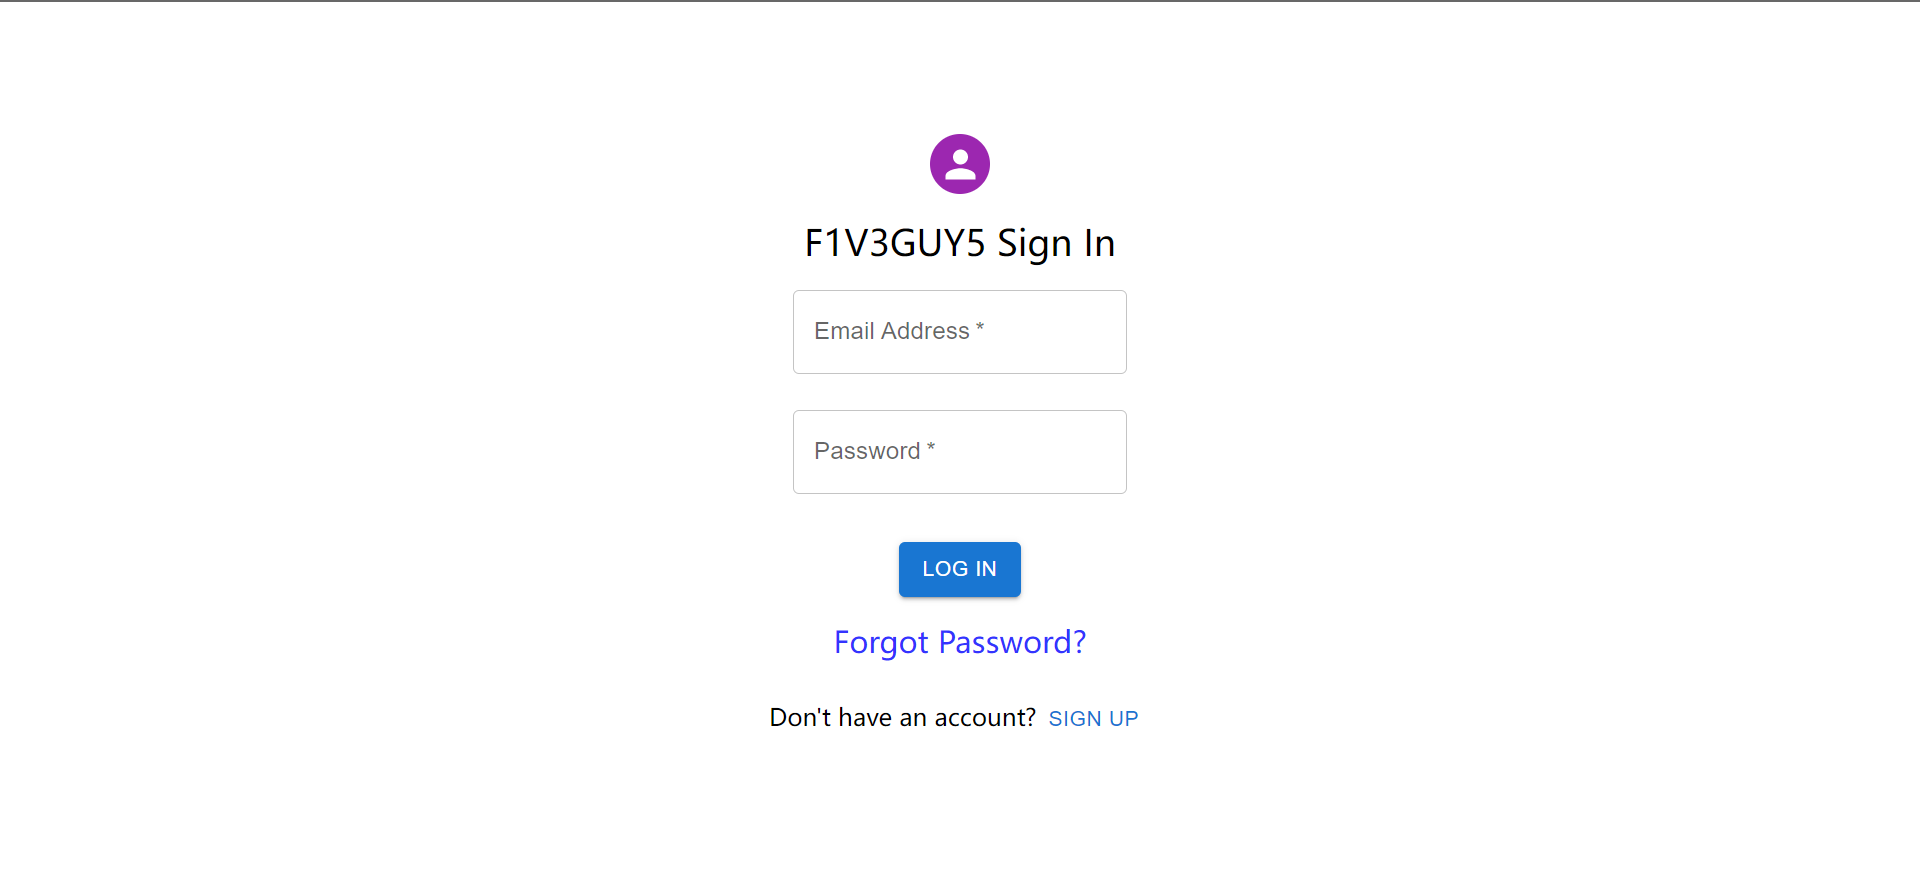 F1V3GUY5 Sign In
Email Address *
Password *
LOG IN
Forgot Password?
Don't have an account? SIGN UP